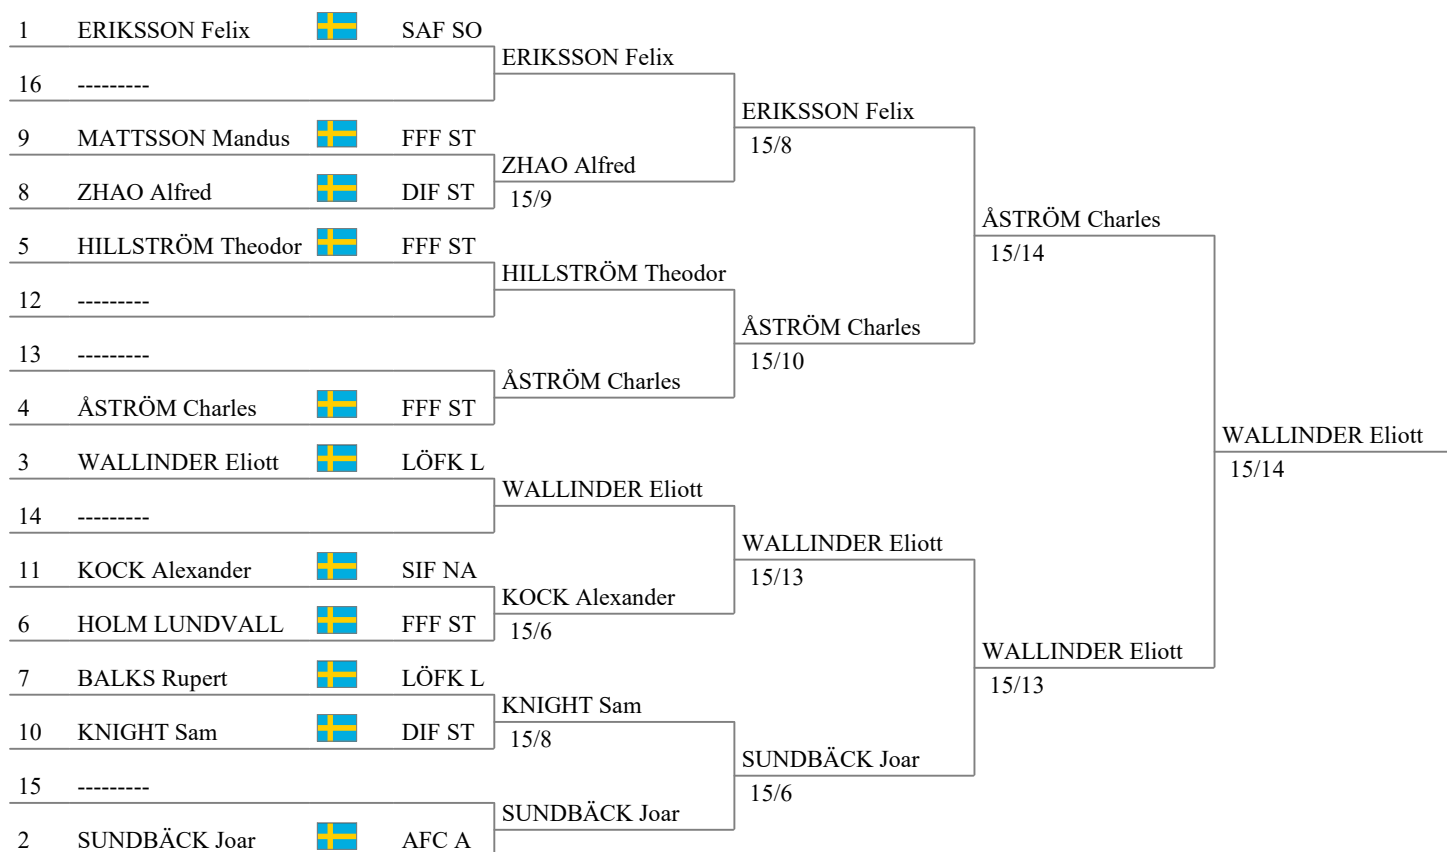 1 ERIKSSON Felix SAF SO
ERIKSSON Felix
16 ---------
ERIKSSON Felix
15/8
9 MATTSSON Mandus FFF ST
ZHAO Alfred
15/9
8 ZHAO Alfred DIF ST
ÅSTRÖM Charles
15/14
5 HILLSTRÖM Theodor FFF ST
HILLSTRÖM Theodor
12 ---------
ÅSTRÖM Charles
15/10
13 ---------
ÅSTRÖM Charles
4 ÅSTRÖM Charles FFF ST
WALLINDER Eliott
15/14
3 WALLINDER Eliott LÖFK L
WALLINDER Eliott
14 ---------
WALLINDER Eliott
15/13
11 KOCK Alexander SIF NA
KOCK Alexander
15/6
6 HOLM LUNDVALL FFF ST
WALLINDER Eliott
15/13
7 BALKS Rupert LÖFK L
KNIGHT Sam
15/8
10 KNIGHT Sam DIF ST
SUNDBÄCK Joar
15/6
15 ---------
SUNDBÄCK Joar
2 SUNDBÄCK Joar AFC A